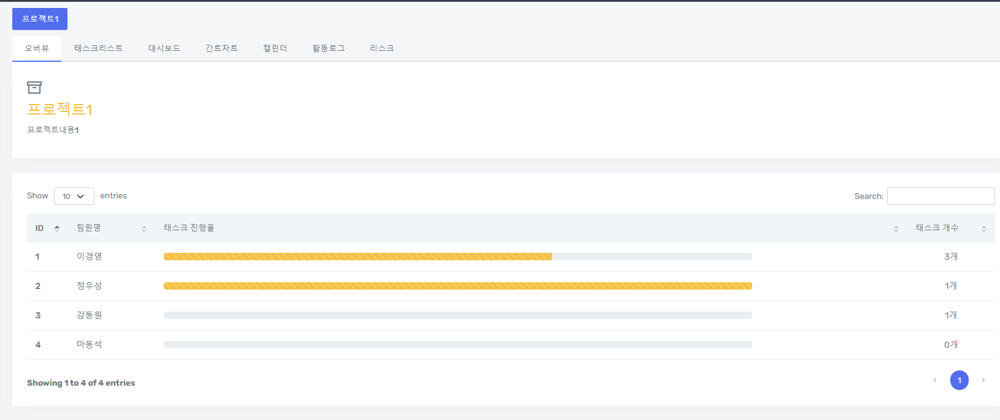 프로젝트1
오버뷰 태스크리스트 대시보드 간트차트 캘린더 활동로그 리스크
프로젝트1
프로젝트내용1
Show 10 entries Search:
ID 팀원명 태스크 진행율 태스크 개수
1 이경영 3개
2 정우성 1개
3 강동원 1개
4 마동석 0개
Showing 1 to 4 of 4 entries ‹ 1 ›